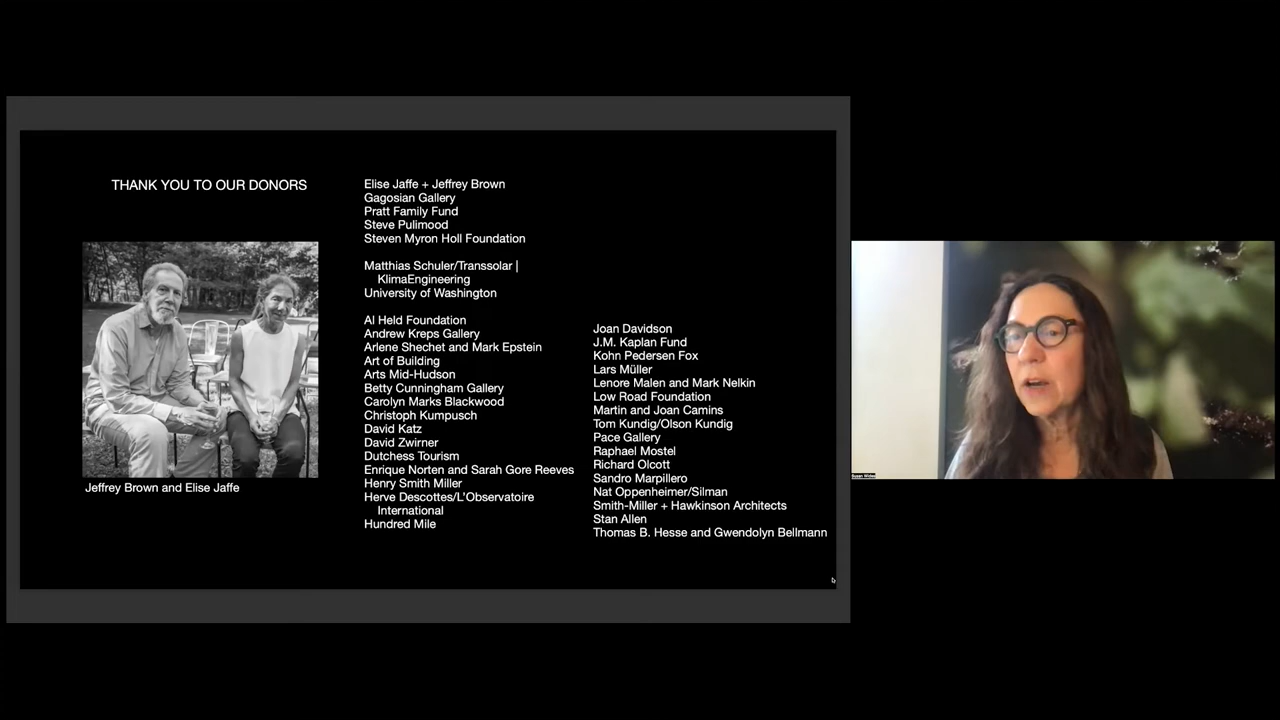 THANK YOU TO OUR DONORS
Jeffrey Brown and Elise Jaffe
Elise Jaffe + Jeffrey Brown
Gagosian Gallery
Pratt Family Fund
Steve Pulimood
Steven Myron Holl Foundation
Matthias Schuler/Transsolar |
KlimaEngineering
University of Washington
Al Held Foundation
Andrew Kreps Gallery
Arlene Shechet and Mark Epstein
Art of Building
Arts Mid-Hudson
Betty Cunningham Gallery
Carolyn Marks Blackwood
Christoph Kumpusch
David Katz
David Zwirner
Dutchess Tourism
Enrique Norten and Sarah Gore Reeves
Henry Smith Miller
Herve Descottes/L'Observatoire
International
Hundred Mile
Joan Davidson
J.M. Kaplan Fund
Kohn Pedersen Fox
Lars Müller
Lenore Malen and Mark Nelkin
Low Road Foundation
Martin and Joan Camins
Tom Kundig/Olson Kundig
Pace Gallery
Raphael Mostel
Richard Olcott
Sandro Marpillero
Nat Oppenheimer/Silman
Smith-Miller + Hawkinson Architects
Stan Allen
Thomas B. Hesse and Gwendolyn Bellmann